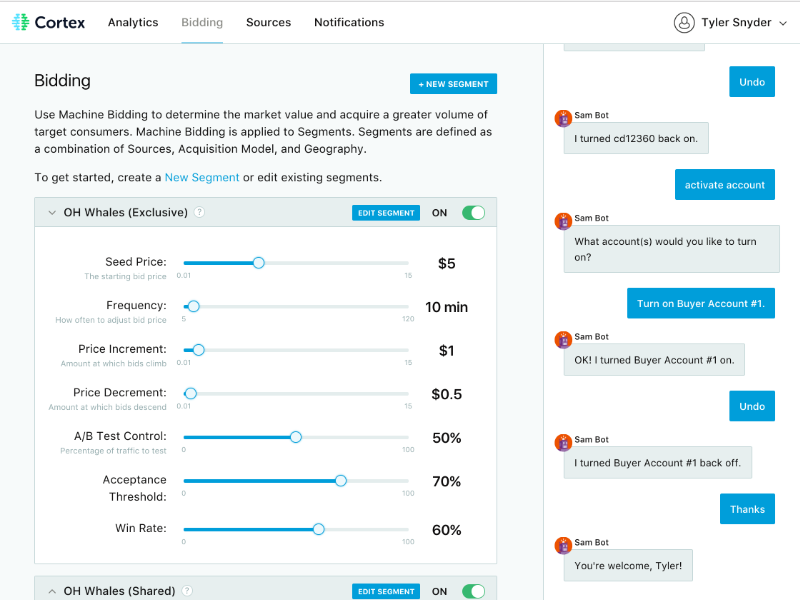 Cortex
Analytics
Bidding
Sources
Notifications
Tyler Snyder
Bidding
+ NEW SEGMENT
Use Machine Bidding to determine the market value and acquire a greater volume of
target consumers. Machine Bidding is applied to Segments. Segments are defined as
a combination of Sources, Acquisition Model, and Geography.
To get started, create a New Segment or edit existing segments.
OH Whales (Exclusive) ?
EDIT SEGMENT
ON
Seed Price:
The starting bid price
0.01
15
$5
Frequency:
How often to adjust bid price
5
120
10 min
Price Increment:
Amount at which bids climb
0.01
15
$1
Price Decrement:
Amount at which bids descend
0.01
15
$0.5
A/B Test Control:
Percentage of traffic to test
0
100
50%
Acceptance
Threshold:
0
100
70%
Win Rate:
0
100
60%
OH Whales (Shared) ?
EDIT SEGMENT
ON
Undo
Sam Bot
I turned cd12360 back on.
activate account
Sam Bot
What account(s) would you like to turn
on?
Turn on Buyer Account #1.
Sam Bot
OK! I turned Buyer Account #1 on.
Undo
Sam Bot
I turned Buyer Account #1 back off.
Thanks
Sam Bot
You're welcome, Tyler!